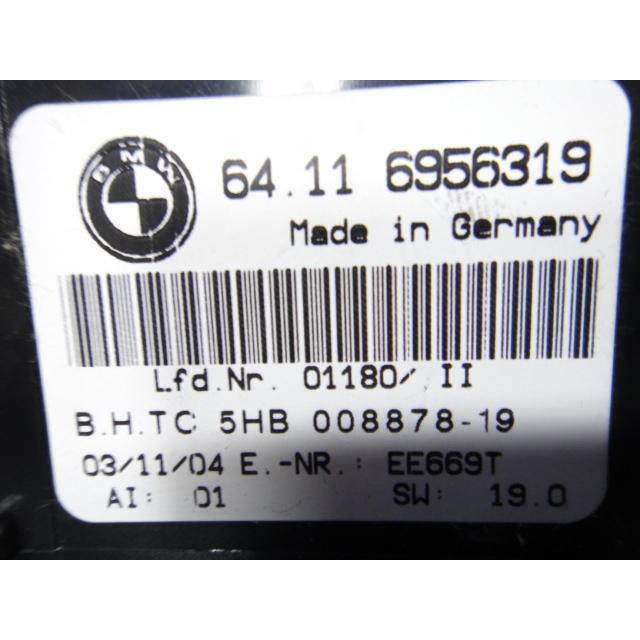 BMW
64.11 6956319
Made in Germany
Lfd.Nr. 01180/ II
B.H.TC 5HB 008878-19
03/11/04 E.-NR.: EE669T
AI: 01 SW: 19.0